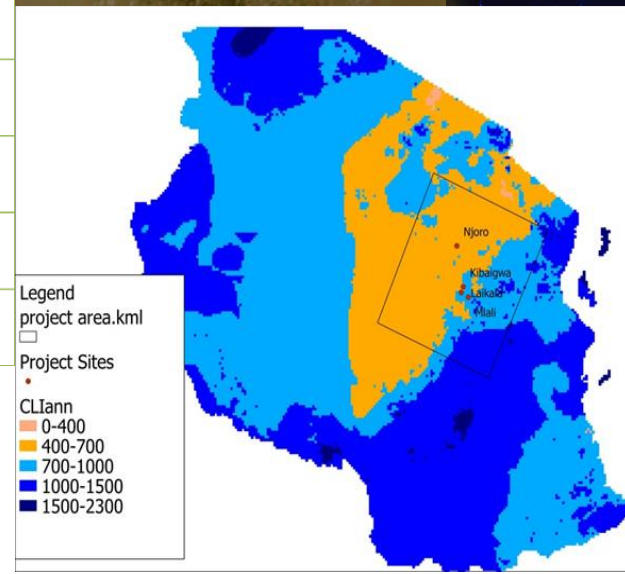 Njoro
Kibaigwa
Laikala
Mlali
Legend
project area.kml
Project Sites
CLIann
0-400
400-700
700-1000
1000-1500
1500-2300